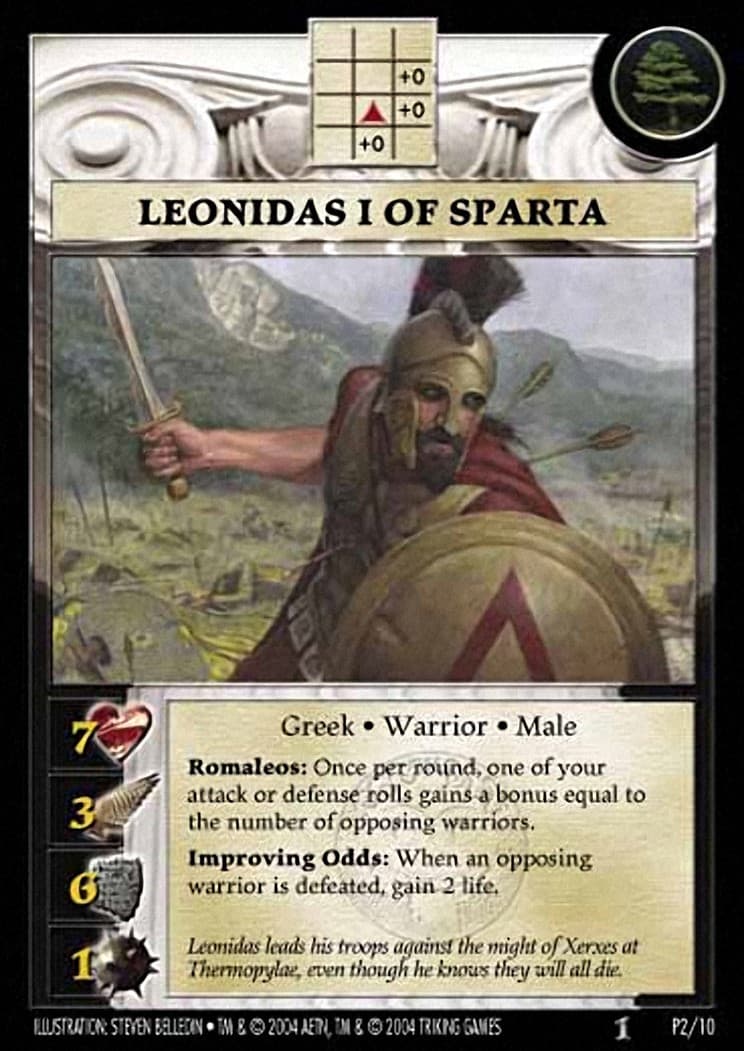 +0
+0
+0
LEONIDAS I OF SPARTA
7
3
6
1
Greek • Warrior • Male
Romaleos: Once per round, one of your
attack or defense rolls gains a bonus equal to
the number of opposing warriors.
Improving Odds: When an opposing
warrior is defeated, gain 2 life.
Leonidas leads his troops against the might of Xerxes at
Thermopylae, even though he knows they will all die.
ILLUSTRATION: STEVEN BELLEDIN • TM & © 2004 AETN, TM & © 2004 TRIKING GAMES
1 P2/10